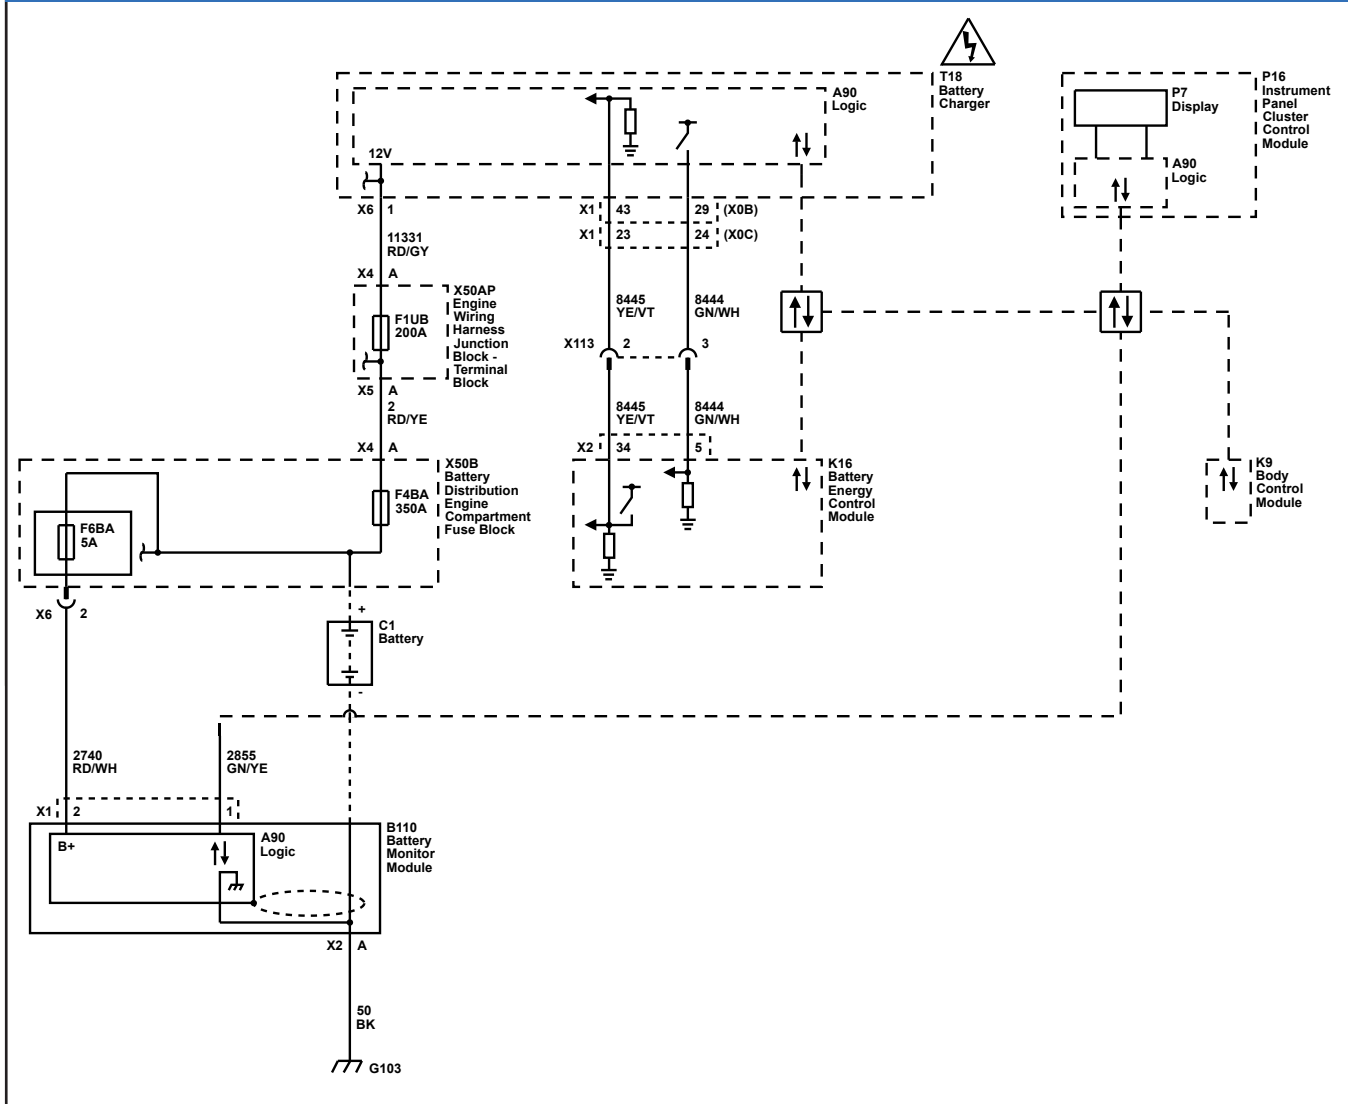 T18
Battery
Charger
P16
Instrument
Panel
Cluster
Control
Module
A90
Logic
P7
Display
12V
A90
Logic
X6 1
X1 43 29 (X0B)
X1 23 24 (X0C)
11331
RD/GY
X4 A
X50AP
Engine
Wiring
Harness
Junction
Block -
Terminal
Block
F1UB
200A
8445
YE/VT
8444
GN/WH
X113 2 3
X5 A
2
RD/YE
8445
YE/VT
8444
GN/WH
X4 A
X2 34 5
X50B
Battery
Distribution
Engine
Compartment
Fuse Block
K16
Battery
Energy
Control
Module
K9
Body
Control
Module
F4BA
350A
F6BA
5A
X6 2
+
C1
Battery
-
2740
RD/WH
2855
GN/YE
X1 2 1
B110
Battery
Monitor
Module
B+
A90
Logic
X2 A
50
BK
G103